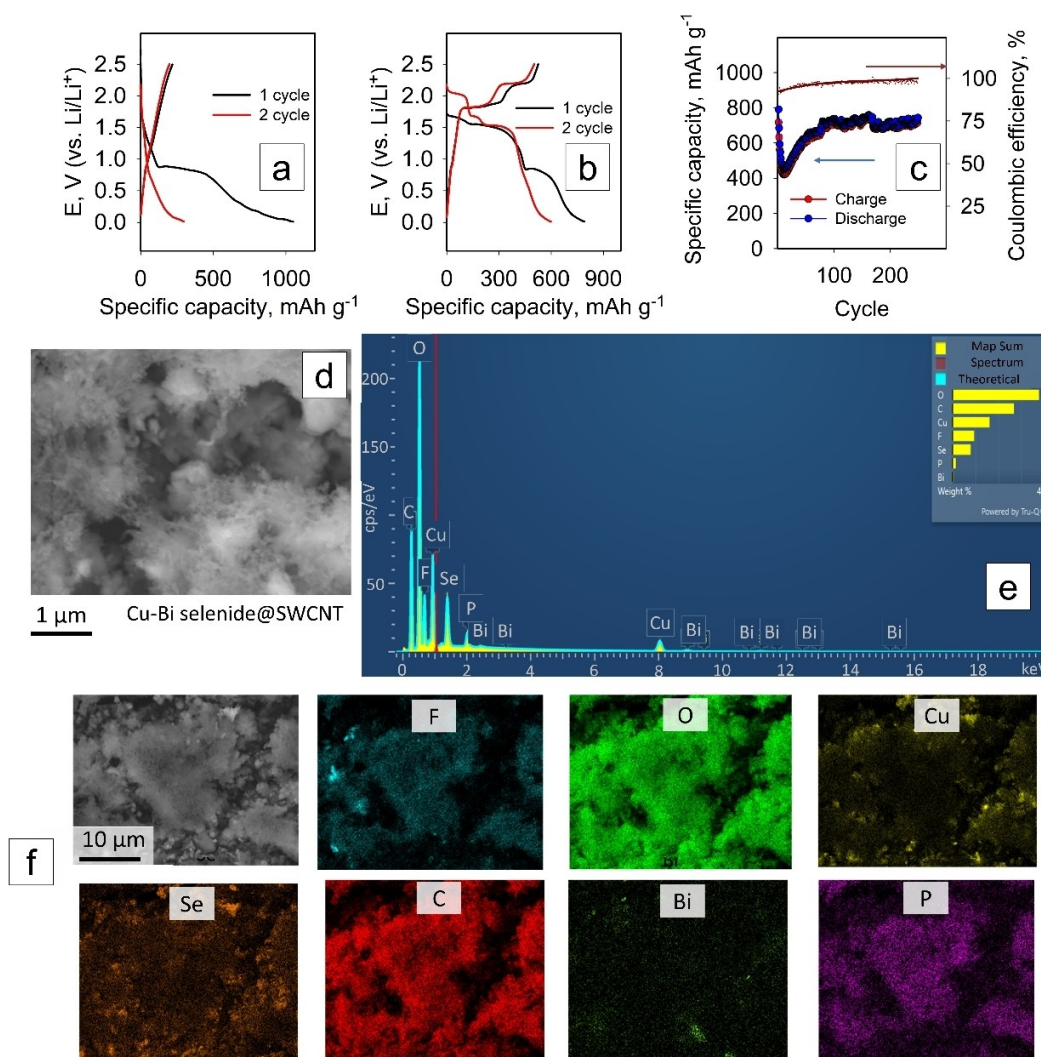 E, V (vs. Li/Li+)
2.5
2.0
1.5
1.0
0.5
0.0
1 cycle
2 cycle
a
0 500 1000
Specific capacity, mAh g-1
E, V (vs. Li/Li+)
2.5
2.0
1.5
1.0
0.5
0.0
1 cycle
2 cycle
b
0 300 600 900
Specific capacity, mAh g-1
Specific capacity, mAh g-1
1000
800
600
400
200
0
c
Charge
Discharge
100 200
Cycle
100
75
50
25
Coulombic efficiency, %
d
1 µm
Cu-Bi selenide@SWCNT
cps/eV
200
150
100
50
O
C
F
Cu
Se
P
Bi
Bi
Cu
Bi
Bi
Bi
Bi
Bi
0 2 4 6 8 10 12 14 16 18 keV
Map Sum
Spectrum
Theoretical
O
C
Cu
F
Se
P
Bi
Weight % 4
Powered by Tru-Q
e
f
10 µm
F
O
Cu
Se
C
Bi
P